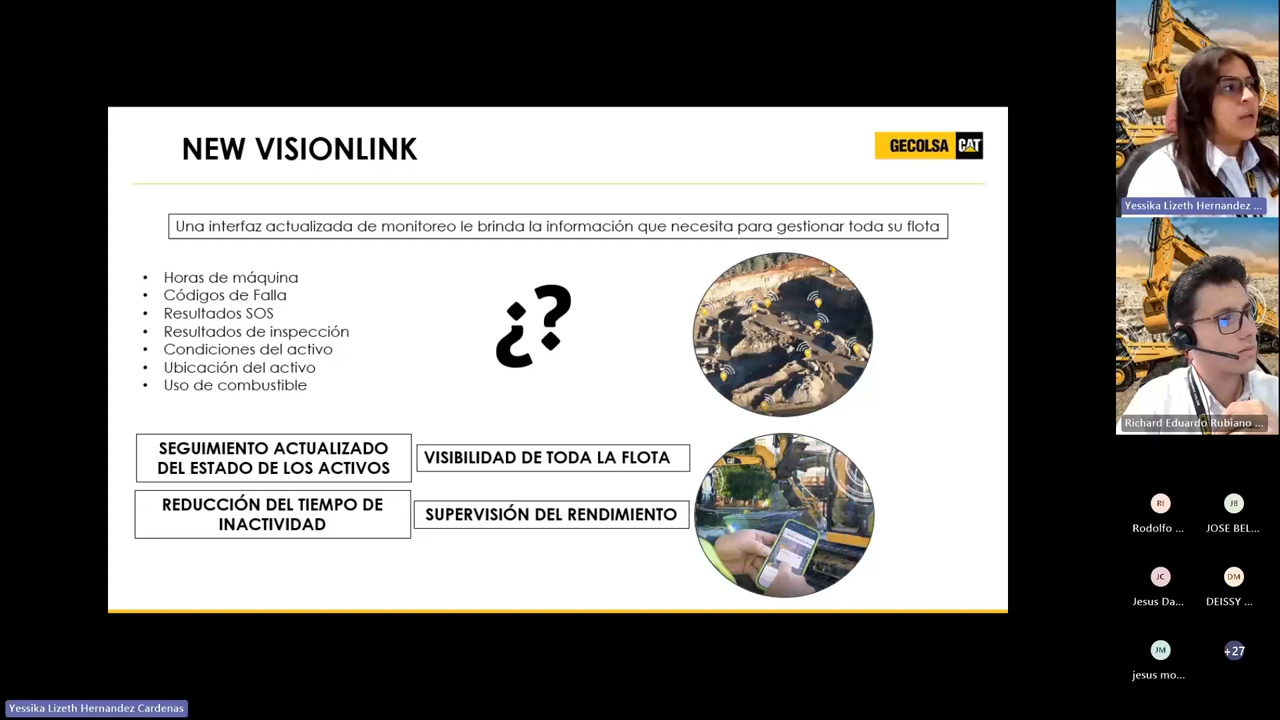 NEW VISIONLINK
GECOLSA CAT
Una interfaz actualizada de monitoreo le brinda la información que necesita para gestionar toda su flota
• Horas de máquina
• Códigos de Falla
• Resultados SOS
• Resultados de inspección
• Condiciones del activo
• Ubicación del activo
• Uso de combustible
¿?
SEGUIMIENTO ACTUALIZADO
DEL ESTADO DE LOS ACTIVOS
VISIBILIDAD DE TODA LA FLOTA
REDUCCIÓN DEL TIEMPO DE
INACTIVIDAD
SUPERVISIÓN DEL RENDIMIENTO
Yessika Lizeth Hernandez ...
Richard Eduardo Rubiano ...
RI
Rodolfo ...
JB
JOSE BEL...
JC
Jesus Da...
DM
DEISSY ...
JM
jesus mo...
+27
Yessika Lizeth Hernandez Cardenas